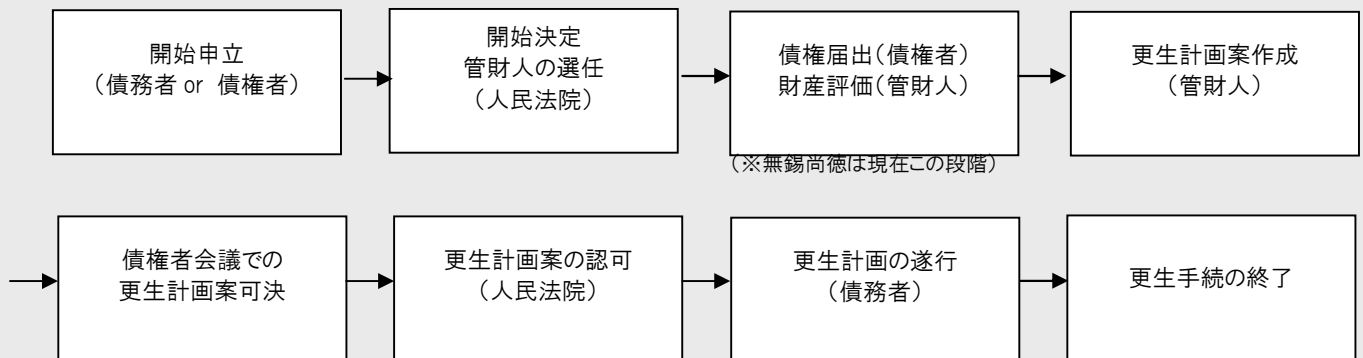 開始申立
（債務者 or 債権者）
開始決定
管財人の選任
（人民法院）
債権届出（債権者）
財産評価（管財人）
更生計画案作成
（管財人）
（※無錫尚徳は現在この段階）
債権者会議での
更生計画案可決
更生計画案の認可
（人民法院）
更生計画の遂行
（債務者）
更生手続の終了